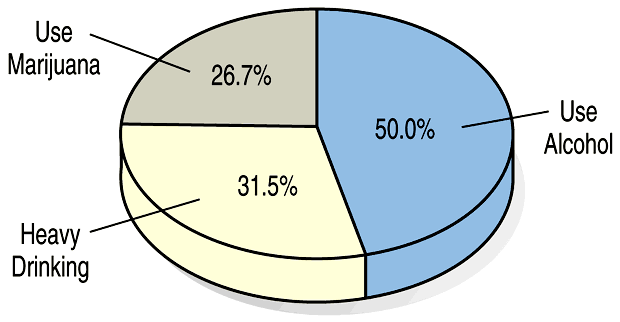 Use
Marijuana
26.7%
50.0%
Use
Alcohol
31.5%
Heavy
Drinking